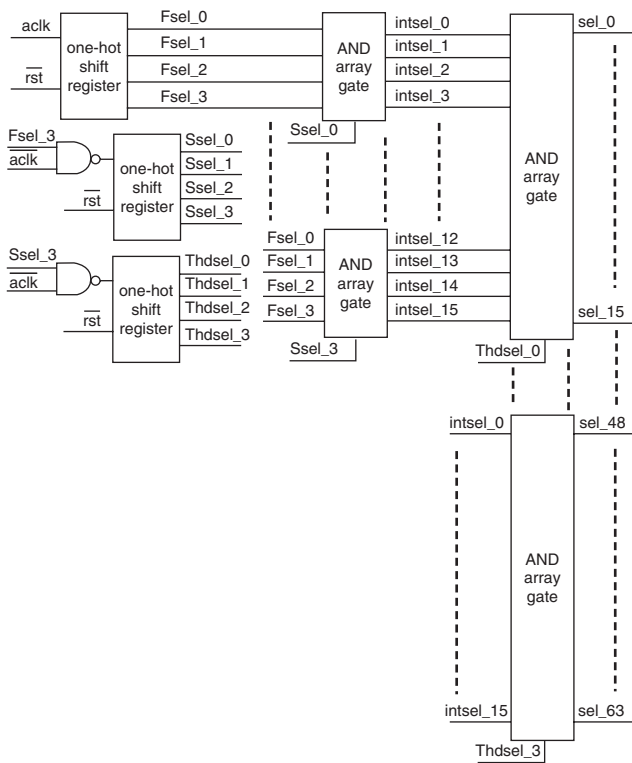 aclk
rst
one-hot
shift
register
Fsel_0
Fsel_1
Fsel_2
Fsel_3
AND
array
gate
Ssel_0
intsel_0
intsel_1
intsel_2
intsel_3
AND
array
gate
sel_0
sel_15
Thdsel_0
Fsel_3
aclk
rst
one-hot
shift
register
Ssel_0
Ssel_1
Ssel_2
Ssel_3
Ssel_3
aclk
rst
one-hot
shift
register
Thdsel_0
Thdsel_1
Thdsel_2
Thdsel_3
Fsel_0
Fsel_1
Fsel_2
Fsel_3
AND
array
gate
Ssel_3
intsel_12
intsel_13
intsel_14
intsel_15
intsel_0
intsel_15
AND
array
gate
sel_48
sel_63
Thdsel_3